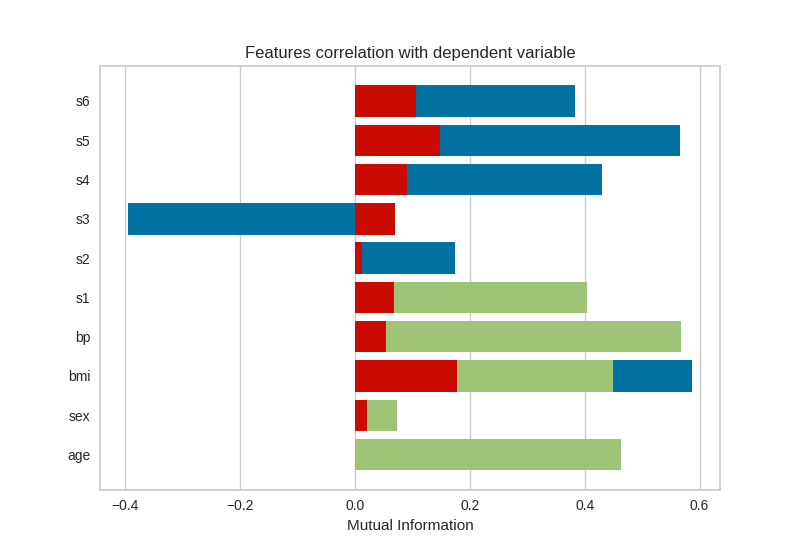 Features correlation with dependent variable
s6
s5
s4
s3
s2
s1
bp
bmi
sex
age
−0.4 −0.2 0.0 0.2 0.4 0.6
Mutual Information